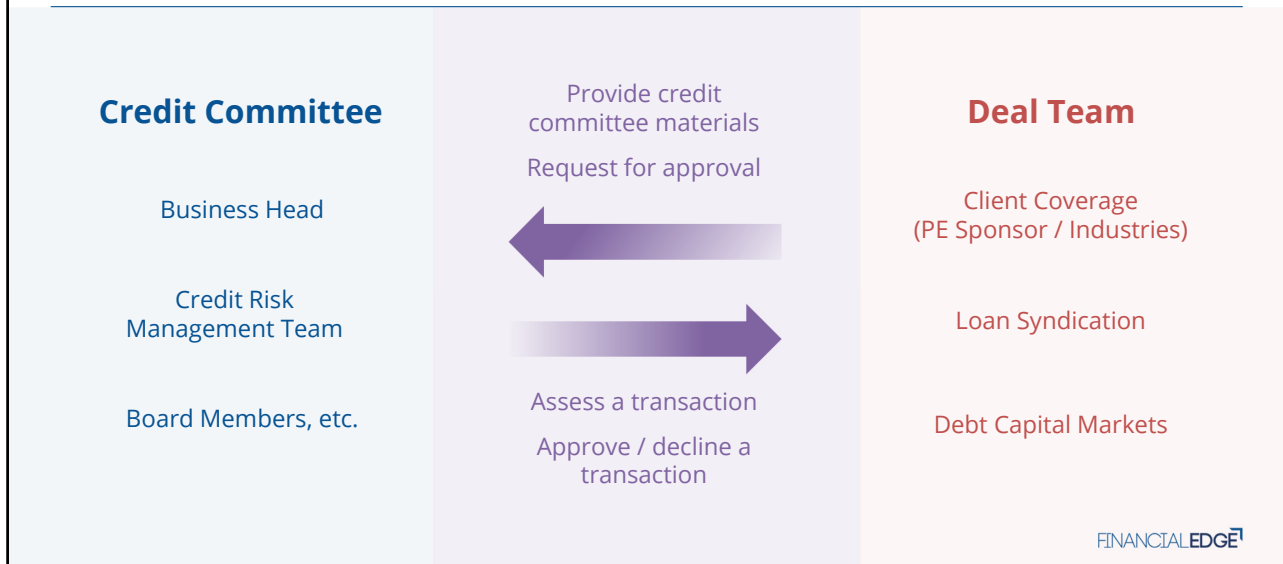 Credit Committee
Business Head
Credit Risk
Management Team
Board Members, etc.
Provide credit
committee materials
Request for approval
Assess a transaction
Approve / decline a
transaction
Deal Team
Client Coverage
(PE Sponsor / Industries)
Loan Syndication
Debt Capital Markets
FINANCIALEDGE